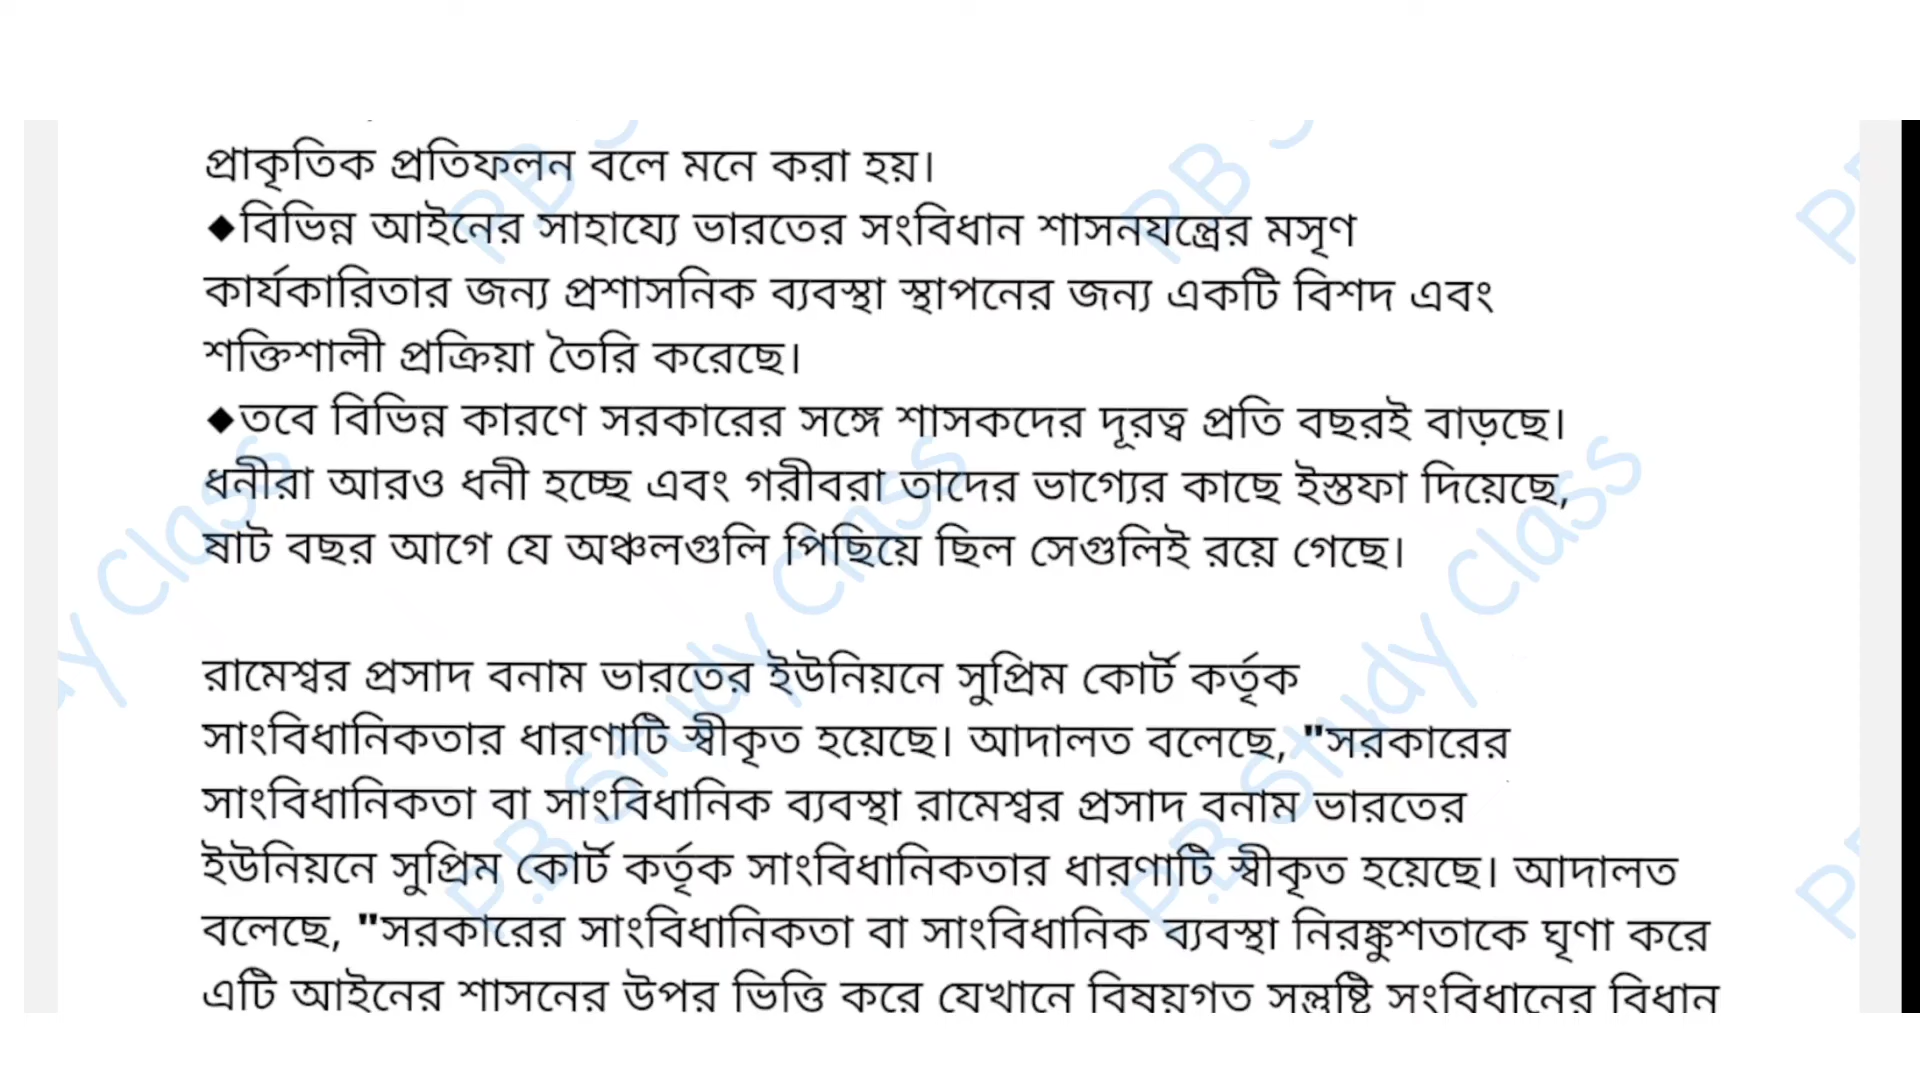 প্রাকৃতিক প্রতিফলন বলে মনে করা হয়।
◆বিভিন্ন আইনের সাহায্যে ভারতের সংবিধান শাসনযন্ত্রের মসৃণ
কার্যকারিতার জন্য প্রশাসনিক ব্যবস্থা স্থাপনের জন্য একটি বিশদ এবং
শক্তিশালী প্রক্রিয়া তৈরি করেছে।
◆তবে বিভিন্ন কারণে সরকারের সঙ্গে শাসকদের দূরত্ব প্রতি বছরই বাড়ছে।
ধনীরা আরও ধনী হচ্ছে এবং গরীবরা তাদের ভাগ্যের কাছে ইস্তফা দিয়েছে,
ষাট বছর আগে যে অঞ্চলগুলি পিছিয়ে ছিল সেগুলিই রয়ে গেছে।
রামেশ্বর প্রসাদ বনাম ভারতের ইউনিয়নে সুপ্রিম কোর্ট কর্তৃক
সাংবিধানিকতার ধারণাটি স্বীকৃত হয়েছে। আদালত বলেছে, "সরকারের
সাংবিধানিকতা বা সাংবিধানিক ব্যবস্থা রামেশ্বর প্রসাদ বনাম ভারতের
ইউনিয়নে সুপ্রিম কোর্ট কর্তৃক সাংবিধানিকতার ধারণাটি স্বীকৃত হয়েছে। আদালত
বলেছে, "সরকারের সাংবিধানিকতা বা সাংবিধানিক ব্যবস্থা নিরঙ্কুশতাকে ঘৃণা করে
এটি আইনের শাসনের উপর ভিত্তি করে যেখানে বিষয়গত সন্তুষ্টি সংবিধানের বিধান
P.B Study Class